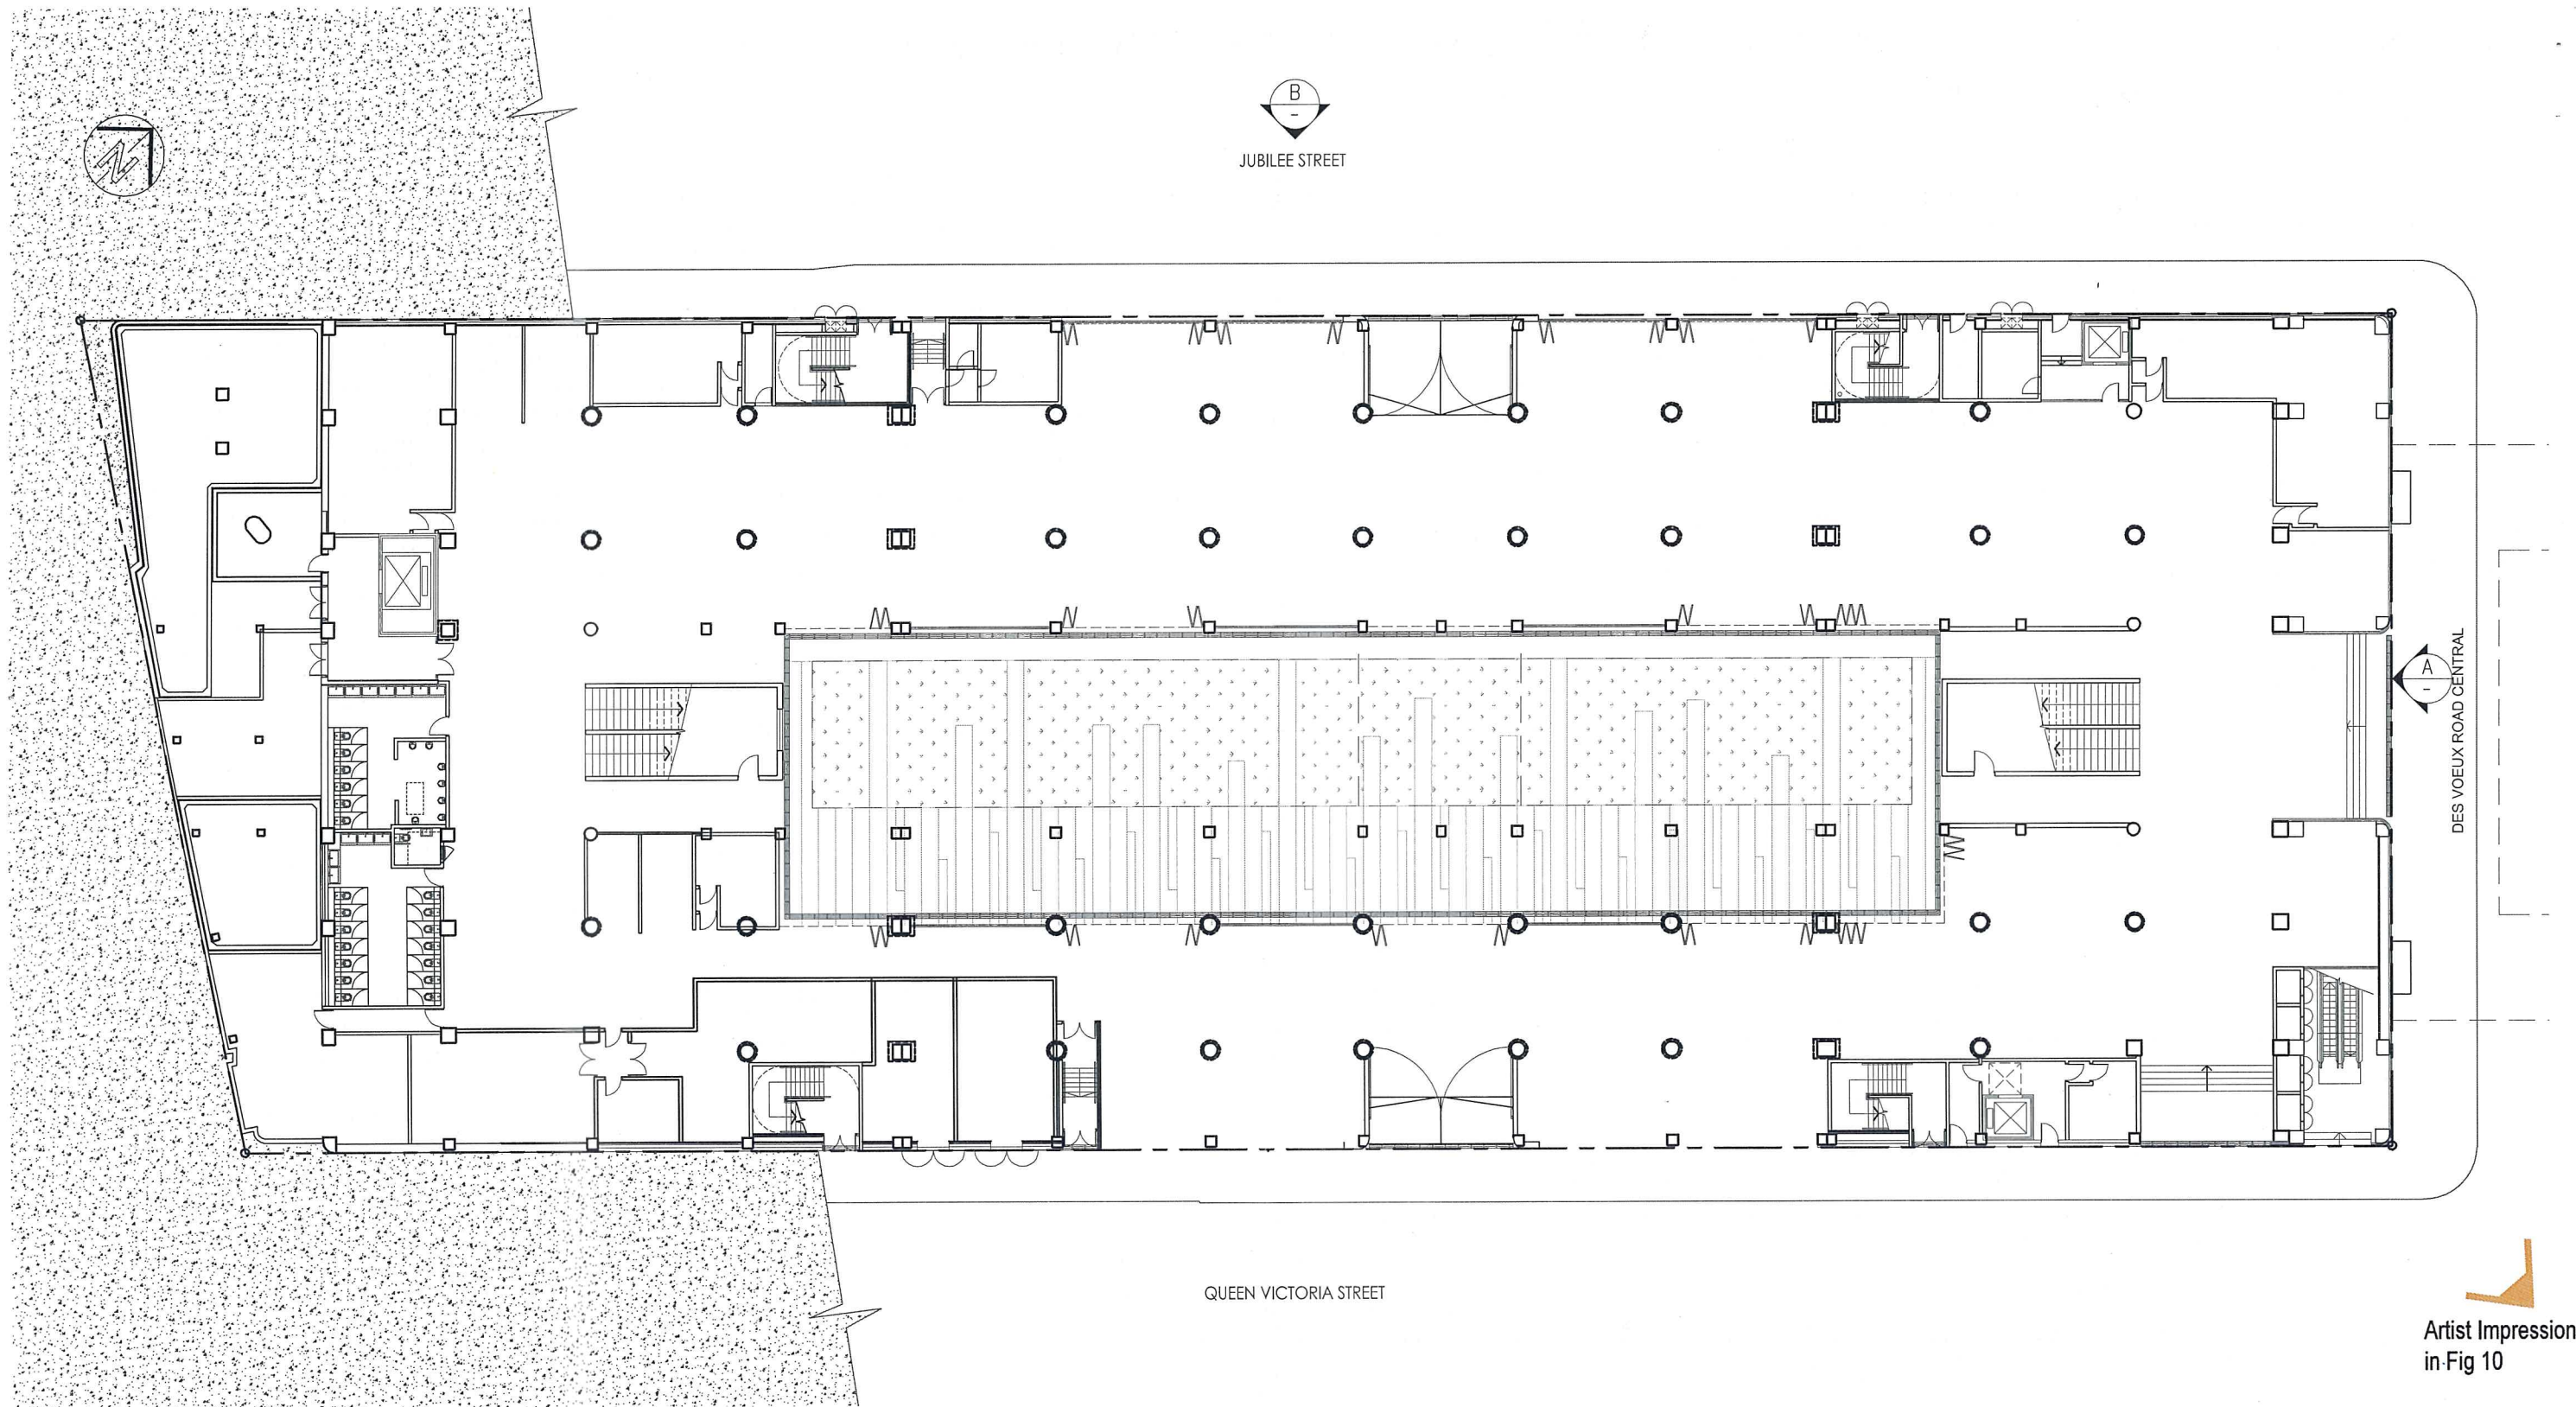 N
B
-
JUBILEE STREET
A
-
DES VOEUX ROAD CENTRAL
QUEEN VICTORIA STREET
Artist Impression
in Fig 10